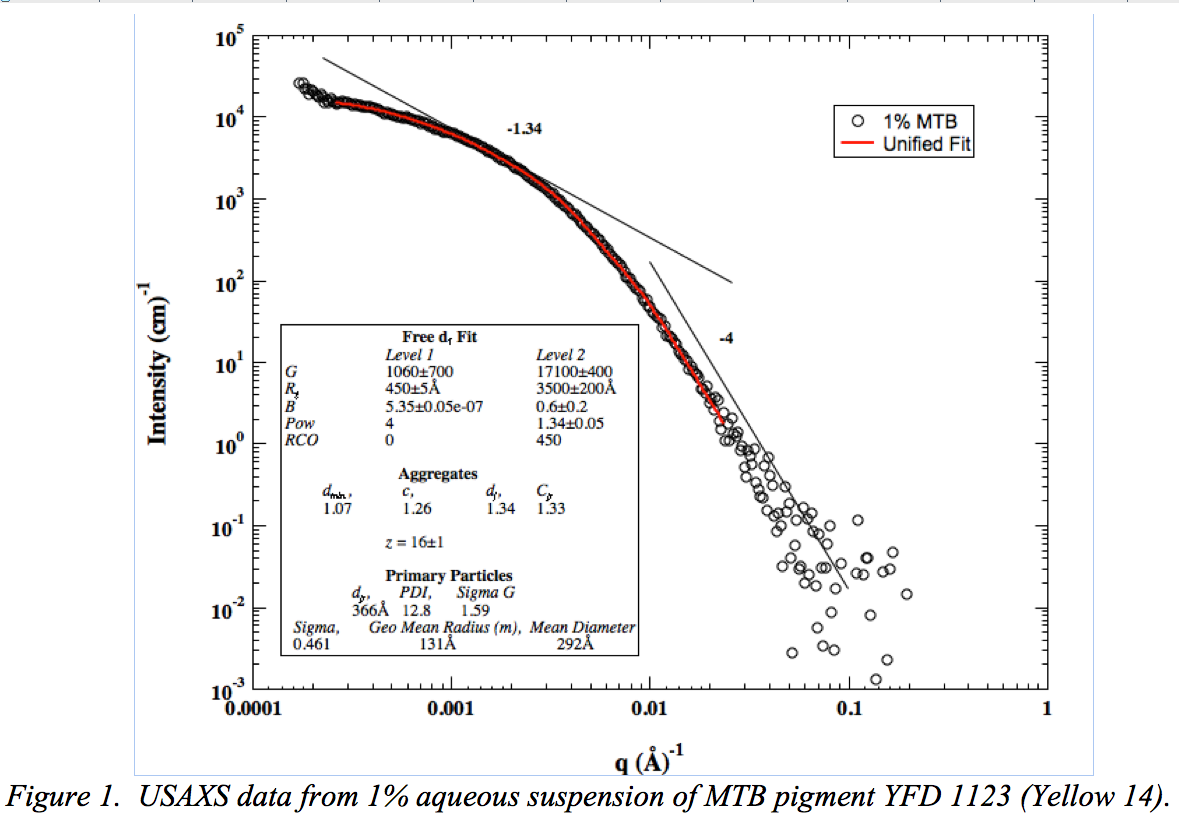 10^5
10^4
10^3
10^2
10^1
10^0
10^-1
10^-2
10^-3
Intensity (cm)^-1
-1.34
-4
1% MTB
Unified Fit
Free d_f Fit
Level 1 Level 2
G 1060±700 17100±400
R_g 450±5Å 3500±200Å
B 5.35±0.05e-07 0.6±0.2
Pow 4 1.34±0.05
RCO 0 450
Aggregates
d_min, c, d_f, C_p
1.07 1.26 1.34 1.33
z = 16±1
Primary Particles
d_p, PDI, Sigma G
366Å 12.8 1.59
Sigma, Geo Mean Radius (m), Mean Diameter
0.461 131Å 292Å
0.0001 0.001 0.01 0.1 1
q (Å)^-1
Figure 1. USAXS data from 1% aqueous suspension of MTB pigment YFD 1123 (Yellow 14).